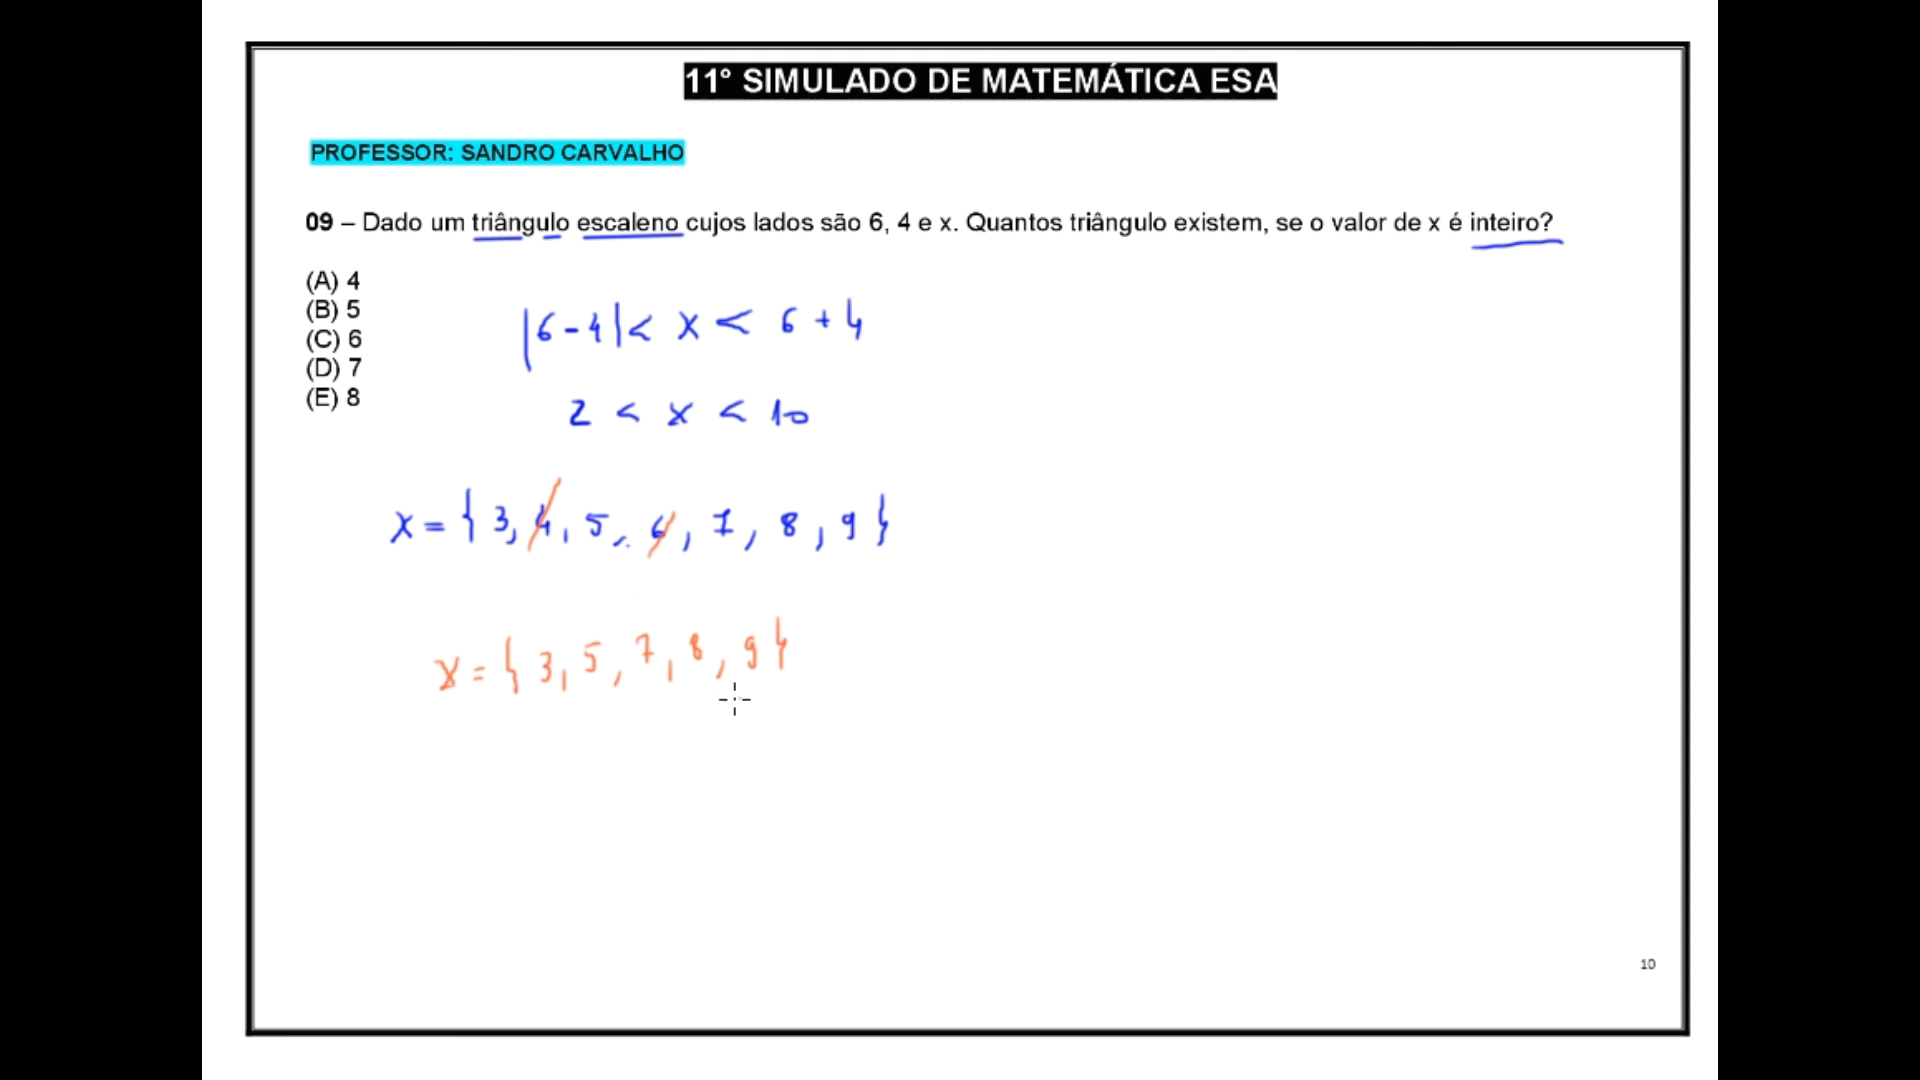 11° SIMULADO DE MATEMÁTICA ESA
PROFESSOR: SANDRO CARVALHO
09 – Dado um triângulo escaleno cujos lados são 6, 4 e x. Quantos triângulo existem, se o valor de x é inteiro?
(A) 4
(B) 5
(C) 6
(D) 7
(E) 8
|6-4| < x < 6 + 4
2 < x < 10
x = { 3, 4, 5, 6, 7, 8, 9 }
x = { 3, 5, 7, 8, 9 }
10